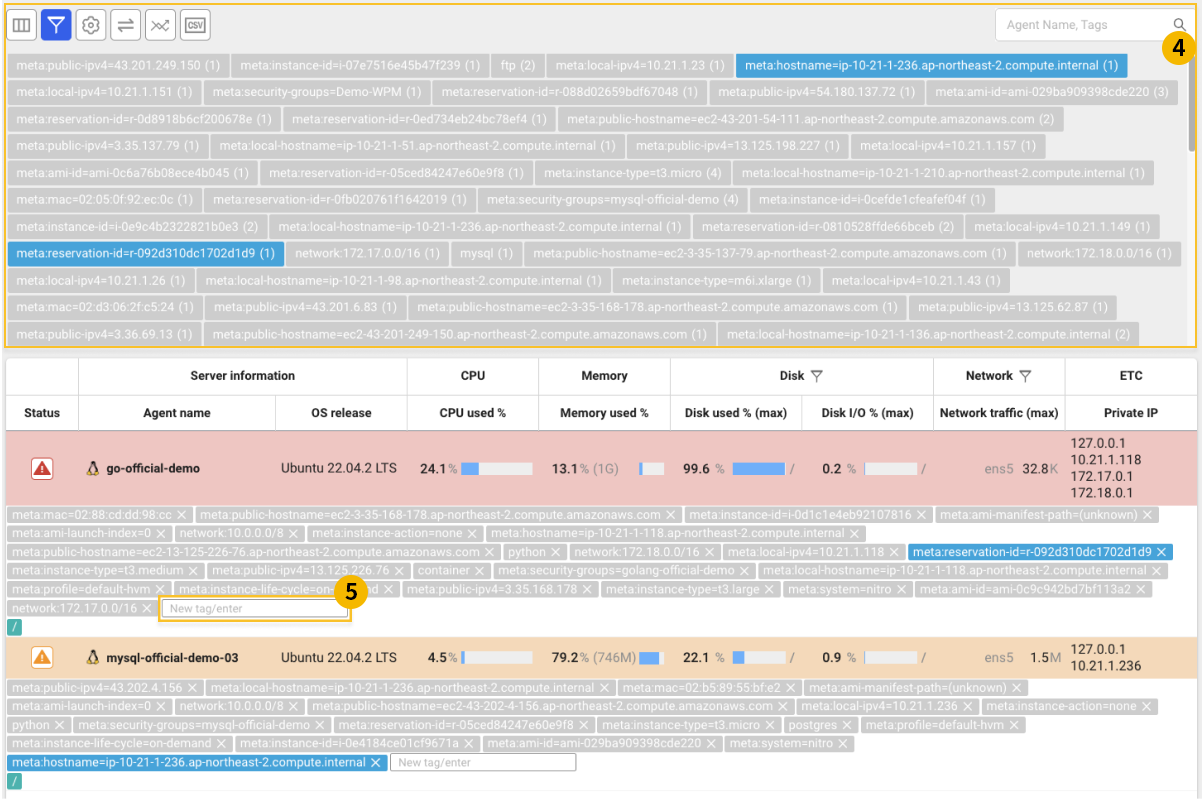 CSV Agent Name, Tags
4
meta:public-ipv4=43.201.249.150 (1) meta:instance-id=i-07e7516e45b47f239 (1) ftp (2) meta:local-ipv4=10.21.1.23 (1) meta:hostname=ip-10-21-1-236.ap-northeast-2.compute.internal (1)
meta:local-ipv4=10.21.1.151 (1) meta:security-groups=Demo-WPM (1) meta:reservation-id=r-088d02659bdf67048 (1) meta:public-ipv4=54.180.137.72 (1) meta:ami-id=ami-029ba909398cde220 (3)
meta:reservation-id=r-0d8918b6cf200678e (1) meta:reservation-id=r-0ed734eb24bc78ef4 (1) meta:public-hostname=ec2-43-201-54-111.ap-northeast-2.compute.amazonaws.com (2)
meta:public-ipv4=3.35.137.79 (1) meta:local-hostname=ip-10-21-1-51.ap-northeast-2.compute.internal (1) meta:public-ipv4=13.125.198.227 (1) meta:local-ipv4=10.21.1.157 (1)
meta:ami-id=ami-0c6a76b08ece4b045 (1) meta:reservation-id=r-05ced84247e60e9f8 (1) meta:instance-type=t3.micro (4) meta:local-hostname=ip-10-21-1-210.ap-northeast-2.compute.internal (1)
meta:mac=02:05:0f:92:ec:0c (1) meta:reservation-id=r-0fb020761f1642019 (1) meta:security-groups=mysql-official-demo (4) meta:instance-id=i-0cefde1cfeafef04f (1)
meta:instance-id=i-0e9c4b2322821b0e3 (2) meta:local-hostname=ip-10-21-1-236.ap-northeast-2.compute.internal (1) meta:reservation-id=r-0810528ffde66bceb (2) meta:local-ipv4=10.21.1.149 (1)
meta:reservation-id=r-092d310dc1702d1d9 (1) network:172.17.0.0/16 (1) mysql (1) meta:public-hostname=ec2-3-35-137-79.ap-northeast-2.compute.amazonaws.com (1) network:172.18.0.0/16 (1)
meta:local-ipv4=10.21.1.26 (1) meta:local-hostname=ip-10-21-1-98.ap-northeast-2.compute.internal (1) meta:instance-type=m6i.xlarge (1) meta:local-ipv4=10.21.1.43 (1)
meta:mac=02:d3:06:2f:c5:24 (1) meta:public-ipv4=43.201.6.83 (1) meta:public-hostname=ec2-3-35-168-178.ap-northeast-2.compute.amazonaws.com (1) meta:public-ipv4=13.125.62.87 (1)
meta:public-ipv4=3.36.69.13 (1) meta:public-hostname=ec2-43-201-249-150.ap-northeast-2.compute.amazonaws.com (1) meta:local-hostname=ip-10-21-1-136.ap-northeast-2.compute.internal (2)
Server information CPU Memory Disk Network ETC
Status Agent name OS release CPU used % Memory used % Disk used % (max) Disk I/O % (max) Network traffic (max) Private IP
go-official-demo Ubuntu 22.04.2 LTS 24.1% 13.1% (1G) 99.6 % / 0.2 % / ens5 32.8K
127.0.0.1
10.21.1.118
172.17.0.1
172.18.0.1
meta:mac=02:88:cd:dd:98:cc × meta:public-hostname=ec2-3-35-168-178.ap-northeast-2.compute.amazonaws.com × meta:instance-id=i-0d1c1e4eb92107816 × meta:ami-manifest-path=(unknown) ×
meta:ami-launch-index=0 × network:10.0.0.0/8 × meta:instance-action=none × meta:hostname=ip-10-21-1-118.ap-northeast-2.compute.internal ×
meta:public-hostname=ec2-13-125-226-76.ap-northeast-2.compute.amazonaws.com × python × network:172.18.0.0/16 × meta:local-ipv4=10.21.1.118 × meta:reservation-id=r-092d310dc1702d1d9 ×
meta:instance-type=t3.medium × meta:public-ipv4=13.125.226.76 × container × meta:security-groups=golang-official-demo × meta:local-hostname=ip-10-21-1-118.ap-northeast-2.compute.internal ×
meta:profile=default-hvm × meta:instance-life-cycle=on- × meta:public-ipv4=3.35.168.178 × meta:instance-type=t3.large × meta:system=nitro × meta:ami-id=ami-0c9c942bd7bf113a2 ×
network:172.17.0.0/16 × New tag/enter 5
/
mysql-official-demo-03 Ubuntu 22.04.2 LTS 4.5% 79.2% (746M) 22.1 % / 0.9 % / ens5 1.5M
127.0.0.1
10.21.1.236
meta:public-ipv4=43.202.4.156 × meta:local-hostname=ip-10-21-1-236.ap-northeast-2.compute.internal × meta:mac=02:b5:89:55:bf:e2 × meta:ami-manifest-path=(unknown) ×
meta:ami-launch-index=0 × network:10.0.0.0/8 × meta:public-hostname=ec2-43-202-4-156.ap-northeast-2.compute.amazonaws.com × meta:local-ipv4=10.21.1.236 × meta:instance-action=none ×
python × meta:security-groups=mysql-official-demo × meta:reservation-id=r-05ced84247e60e9f8 × meta:instance-type=t3.micro × postgres × meta:profile=default-hvm ×
meta:instance-life-cycle=on-demand × meta:instance-id=i-0e4184ce01cf9671a × meta:ami-id=ami-029ba909398cde220 × meta:system=nitro ×
meta:hostname=ip-10-21-1-236.ap-northeast-2.compute.internal × New tag/enter
/